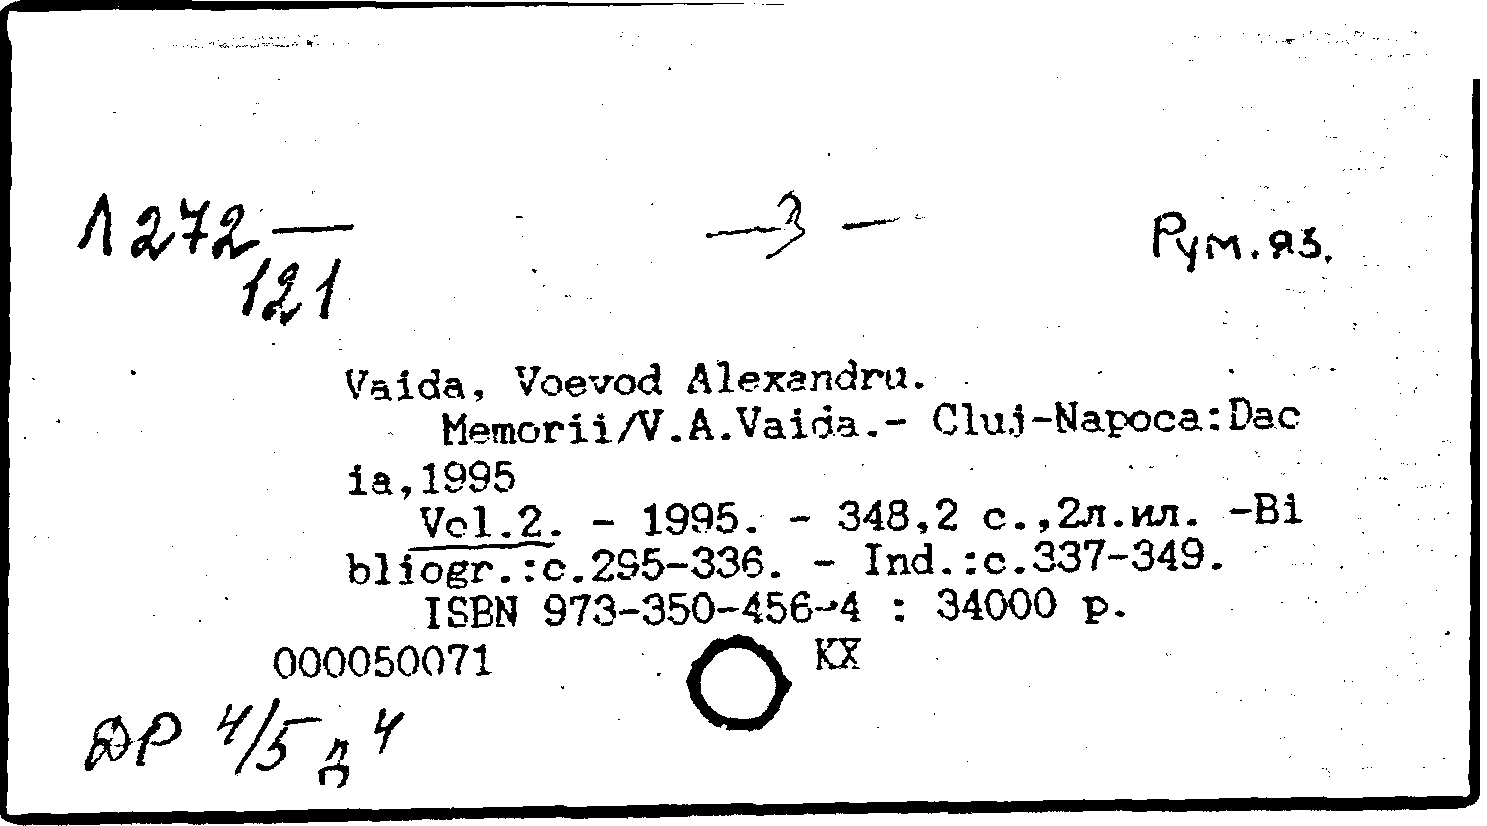 Л 272 — — 3 — Рум. яз.
121
Vaida, Voevod Alexandru.
Memorii/V.A.Vaida.- Cluj-Napoca:Dac
ia,1995
Vol.2. - 1995. - 348,2 с.,2л.ил. -Bi
bliogr.:с.295-336. - Ind.:с.337-349.
ISBN 973-350-456-4 : 34000 р.
000050071 КХ
ДР 4/5 д 4